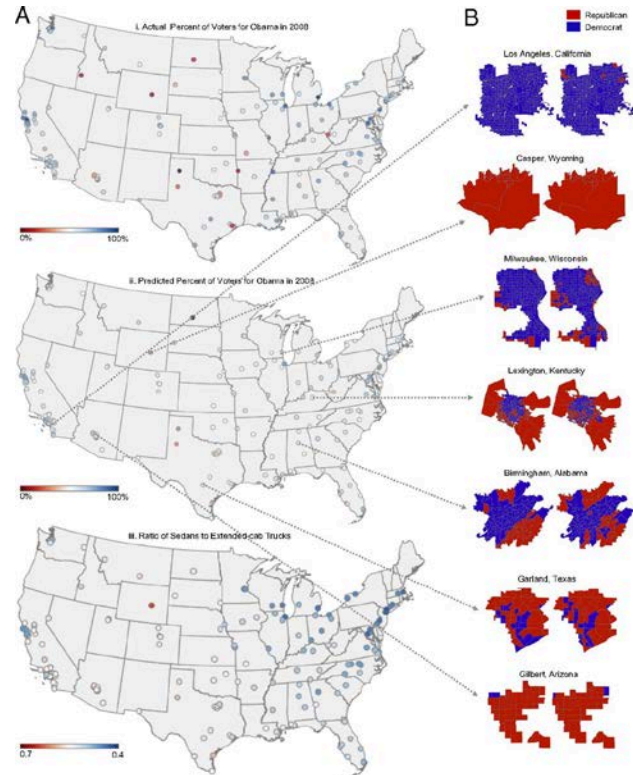 A
B
Republican
Democrat
i. Actual Percent of Voters for Obama in 2008
0%
100%
ii. Predicted Percent of Voters for Obama in 2008
0%
100%
iii. Ratio of Sedans to Extended-cab Trucks
0.7
0.4
Los Angeles, California
Casper, Wyoming
Milwaukee, Wisconsin
Lexington, Kentucky
Birmingham, Alabama
Garland, Texas
Gilbert, Arizona